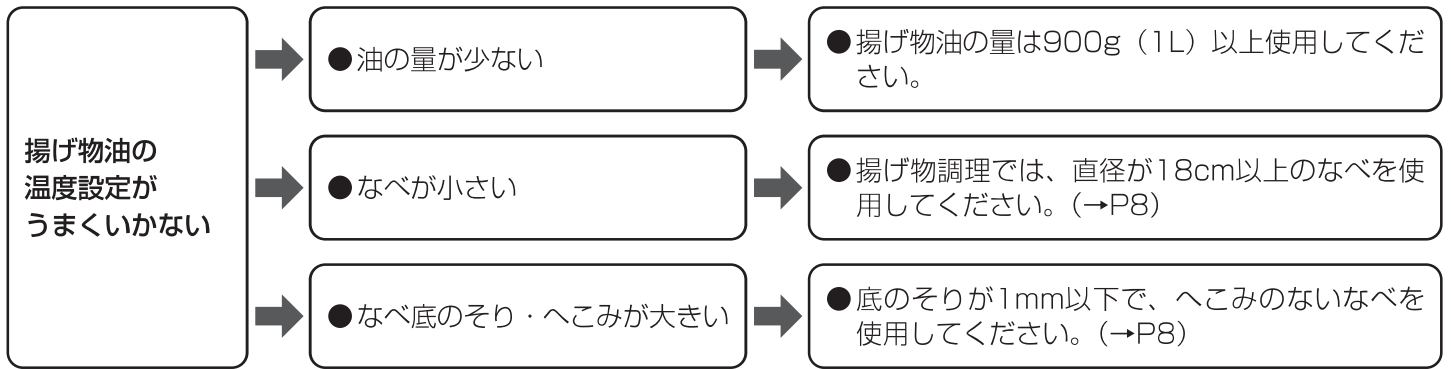 揚げ物油の
温度設定が
うまくいかない
●油の量が少ない
●揚げ物油の量は900g（1L）以上使用してくだ
さい。
●なべが小さい
●揚げ物調理では、直径が18cm以上のなべを使
用してください。（→P8）
●なべ底のそり・へこみが大きい
●底のそりが1mm以下で、へこみのないなべを
使用してください。（→P8）